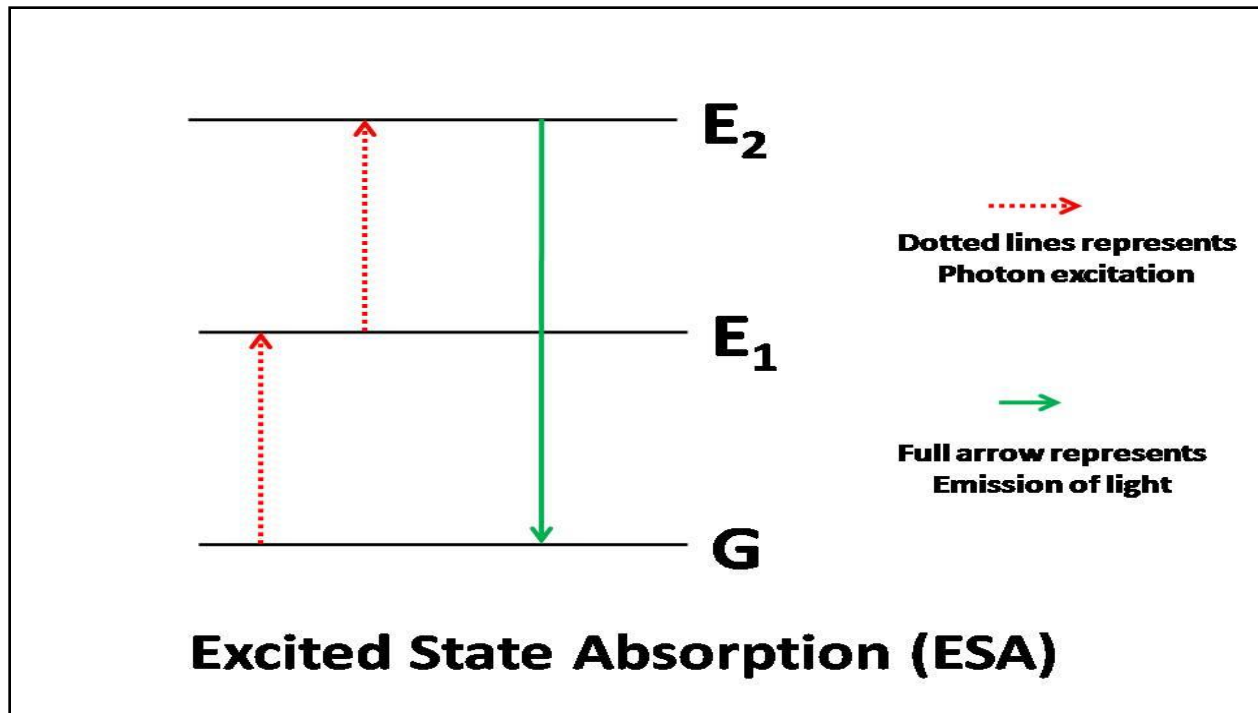 E₂
Dotted lines represents
Photon excitation
E₁
Full arrow represents
Emission of light
G
Excited State Absorption (ESA)